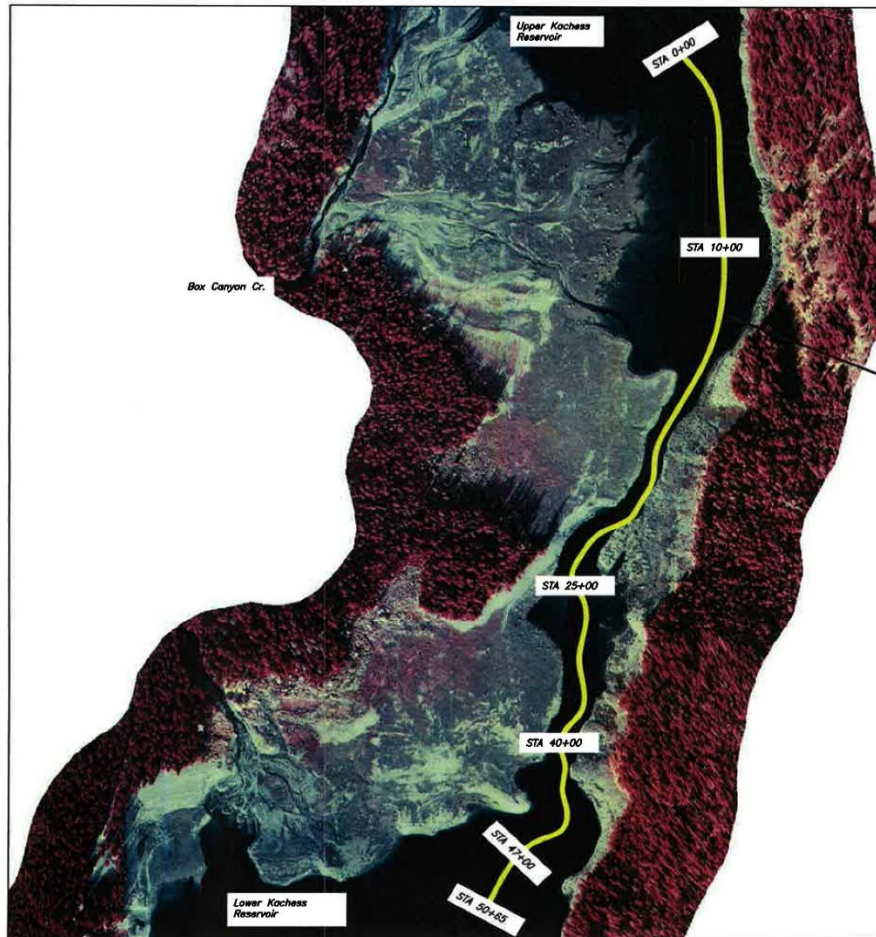 Upper Kachess
Reservoir
STA 0+00
STA 10+00
Box Canyon Cr.
STA 25+00
STA 40+00
STA 47+00
STA 50+65
Lower Kachess
Reservoir